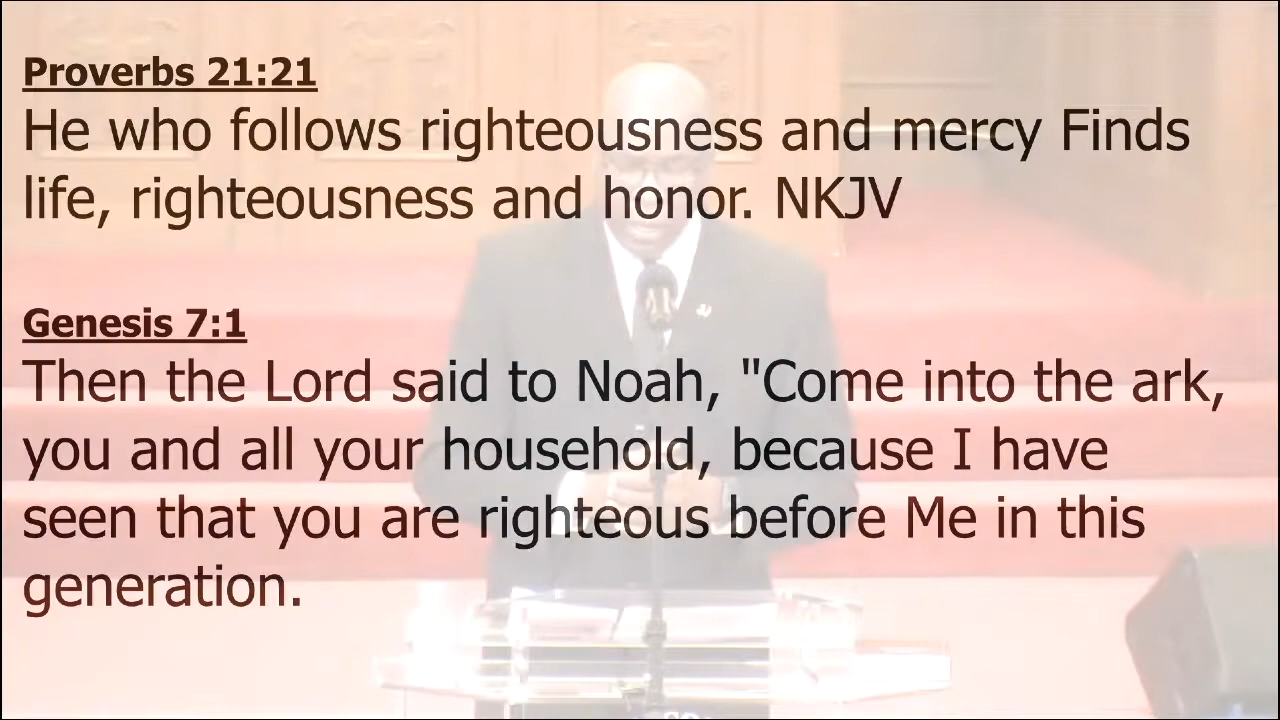 Proverbs 21:21
He who follows righteousness and mercy Finds
life, righteousness and honor. NKJV
Genesis 7:1
Then the Lord said to Noah, "Come into the ark,
you and all your household, because I have
seen that you are righteous before Me in this
generation.